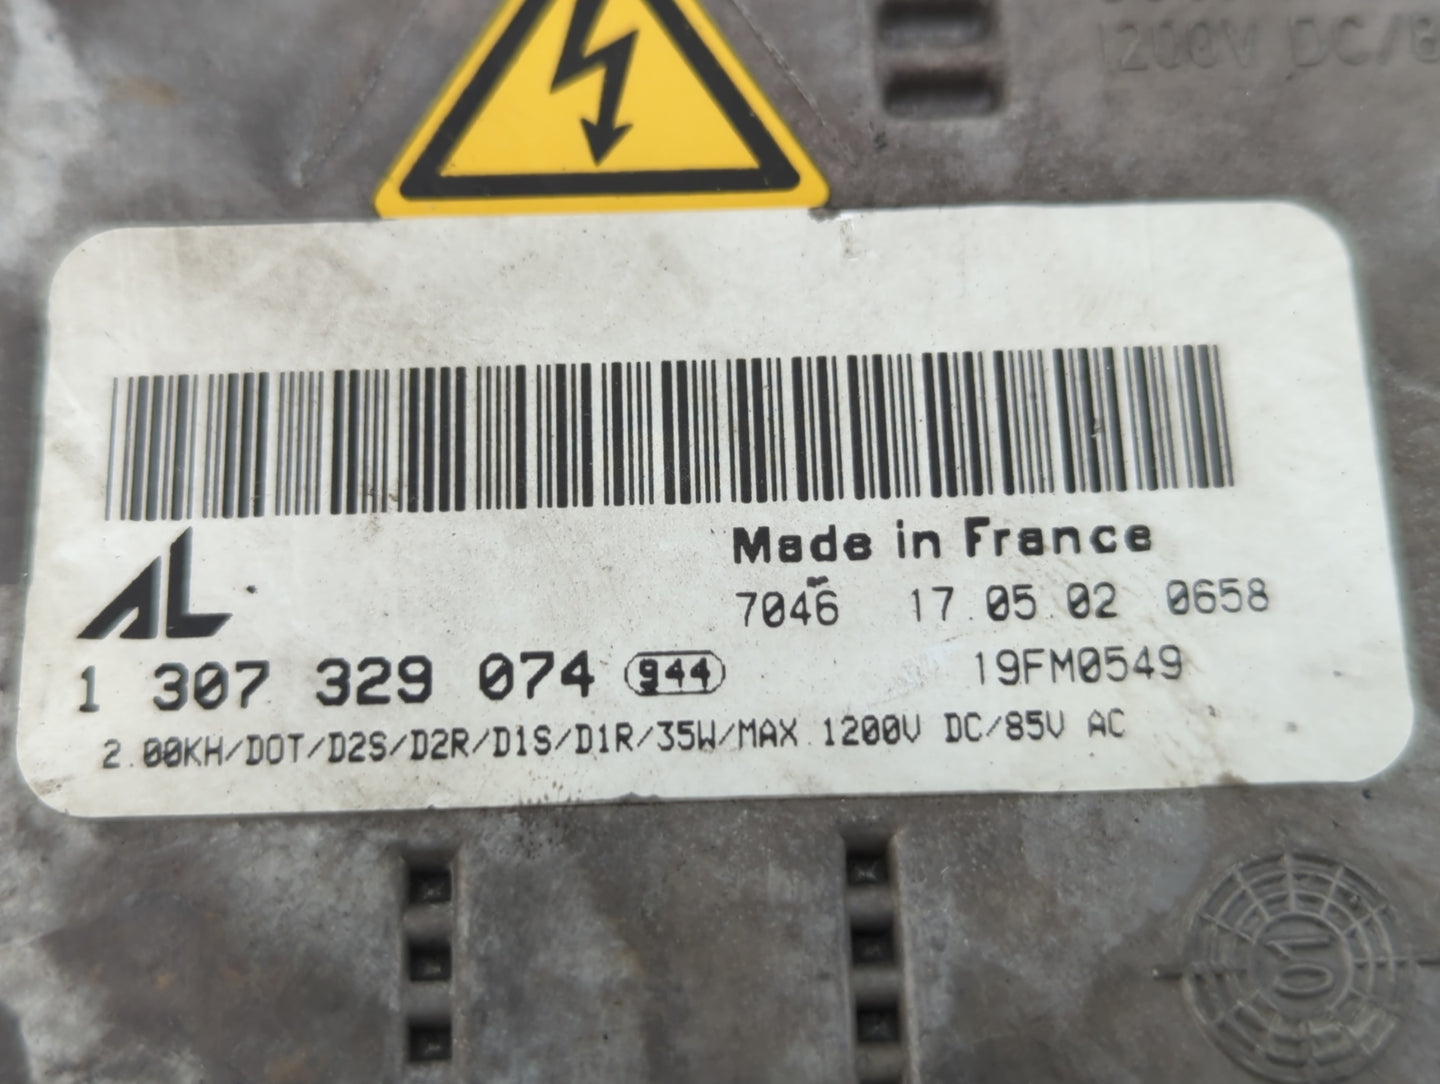 1200V DC/8
AL
Made in France
7046 17.05.02 0658
1 307 329 074 944
19FM0549
2.00KH/DOT/D2S/D2R/D1S/D1R/35W/MAX.1200V DC/85V AC
01